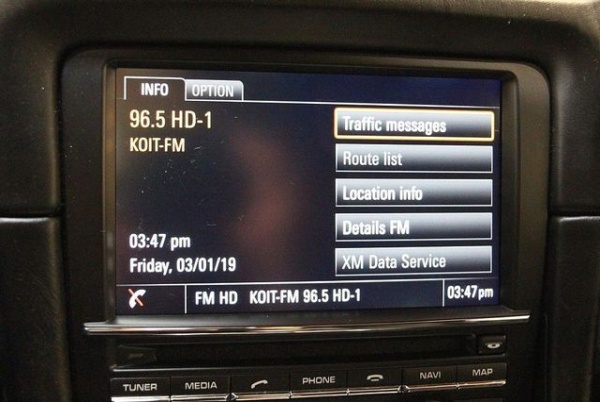 INFO OPTION
96.5 HD-1
KOIT-FM
Traffic messages
Route list
Location info
Details FM
XM Data Service
03:47 pm
Friday, 03/01/19
FM HD KOIT-FM 96.5 HD-1 03:47pm
TUNER MEDIA PHONE NAVI MAP